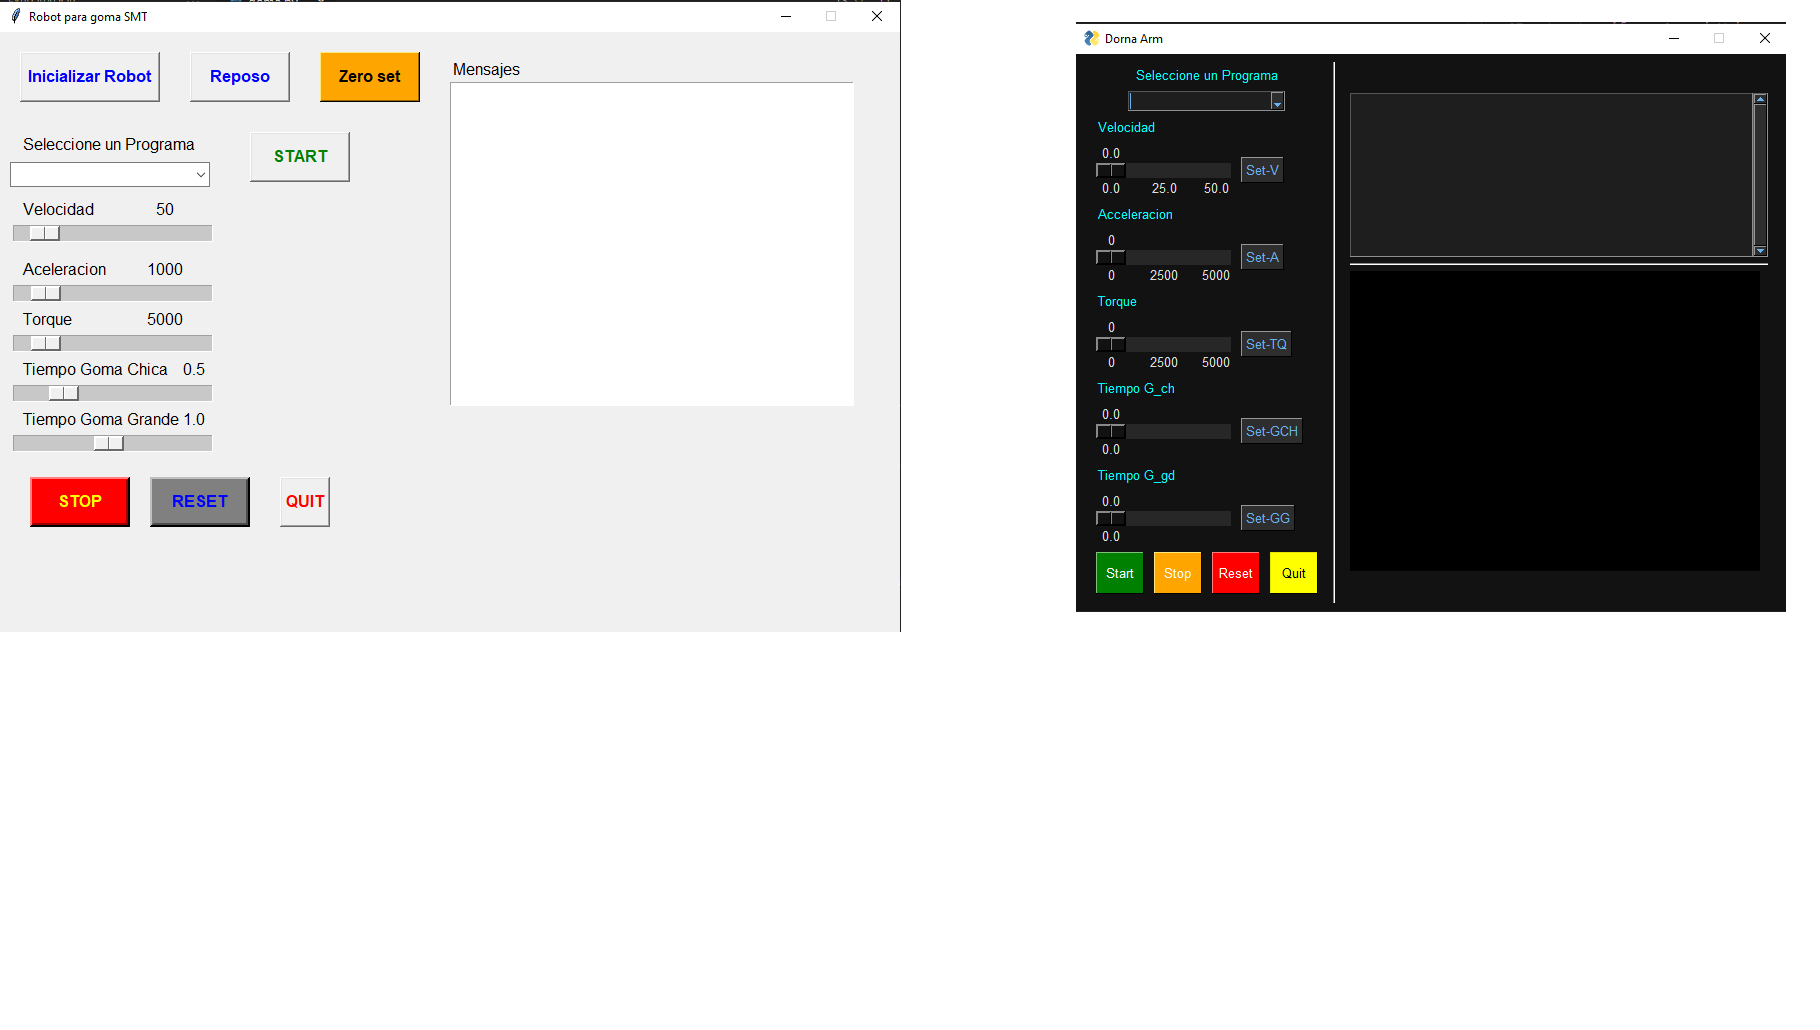 Robot para goma SMT
Inicializar Robot
Reposo
Zero set
Mensajes
Seleccione un Programa
START
Velocidad 50
Aceleracion 1000
Torque 5000
Tiempo Goma Chica 0.5
Tiempo Goma Grande 1.0
STOP
RESET
QUIT
Dorna Arm
Seleccione un Programa
Velocidad
0.0
Set-V
0.0 25.0 50.0
Acceleracion
0
Set-A
0 2500 5000
Torque
0
Set-TQ
0 2500 5000
Tiempo G_ch
0.0
Set-GCH
0.0
Tiempo G_gd
0.0
Set-GG
0.0
Start
Stop
Reset
Quit